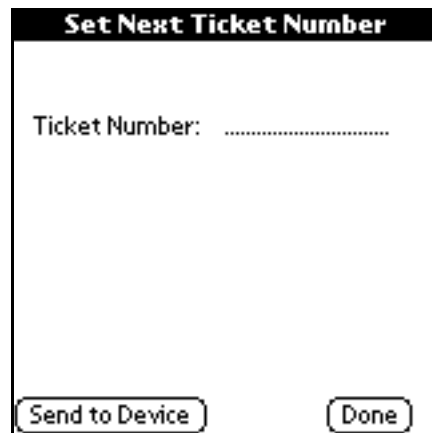 Set Next Ticket Number
Ticket Number: ................................
Send to Device
Done